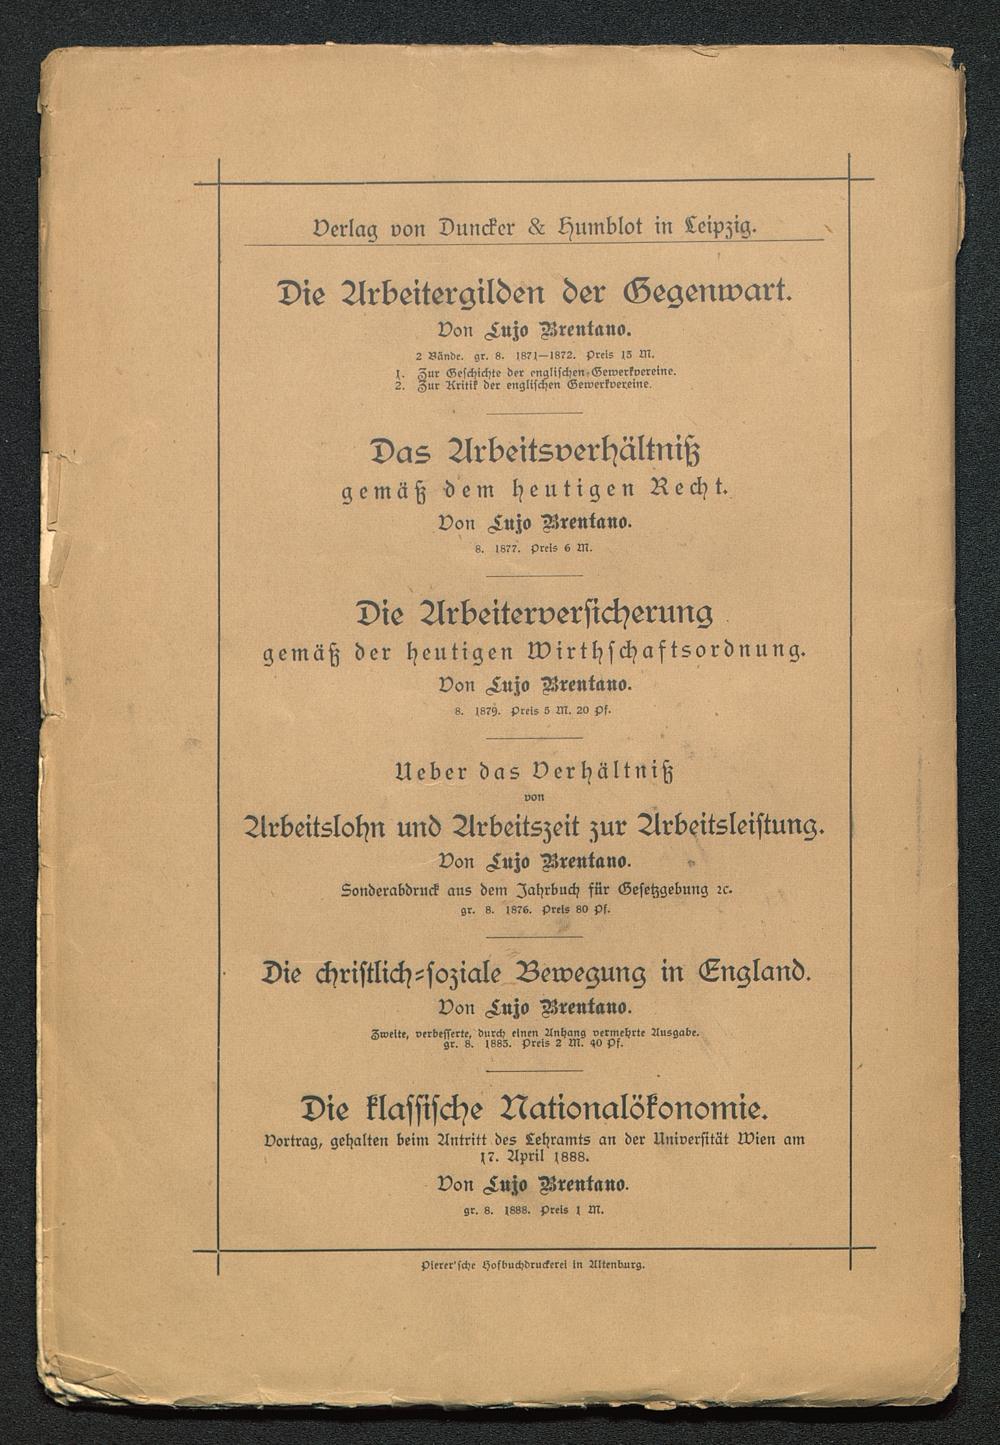 Verlag von Duncker & Humblot in Leipzig.
Die Arbeitergilden der Gegenwart.
Von Lujo Brentano.
2 Bände. gr. 8. 1871—1872. Preis 15 M.
1. Zur Geschichte der englischen Gewerkvereine.
2. Zur Kritik der englischen Gewerkvereine.
Das Arbeitsverhältniß
gemäß dem heutigen Recht.
Von Lujo Brentano.
8. 1877. Preis 6 M.
Die Arbeiterversicherung
gemäß der heutigen Wirthschaftsordnung.
Von Lujo Brentano.
8. 1879. Preis 5 M. 20 Pf.
Ueber das Verhältniß
von
Arbeitslohn und Arbeitszeit zur Arbeitsleistung.
Von Lujo Brentano.
Sonderabdruck aus dem Jahrbuch für Gesetzgebung ꝛc.
gr. 8. 1876. Preis 80 Pf.
Die christlich-soziale Bewegung in England.
Von Lujo Brentano.
Zweite, verbesserte, durch einen Anhang vermehrte Ausgabe.
gr. 8. 1883. Preis 2 M. 40 Pf.
Die klassische Nationalökonomie.
Vortrag, gehalten beim Antritt des Lehramts an der Universität Wien am
17. April 1888.
Von Lujo Brentano.
gr. 8. 1888. Preis 1 M.
Pierer'sche Hofbuchdruckerei in Altenburg.